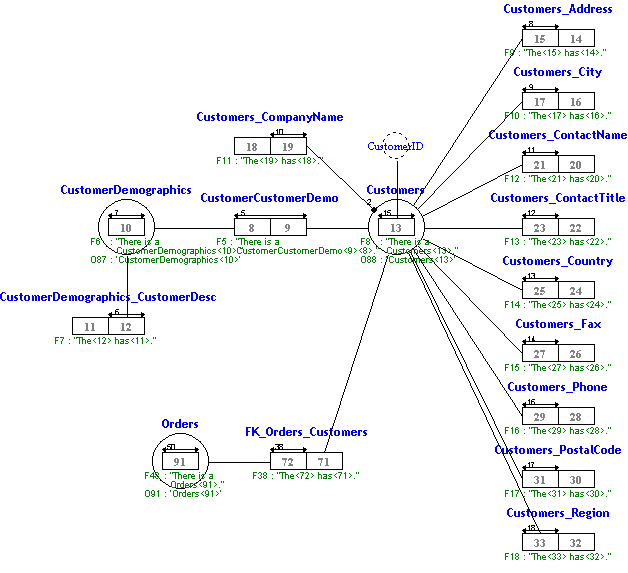 Customers_Address
8
15 14
F9 : "The<15> has<14>."
Customers_City
9
17 16
F10 : "The<17> has<16>."
Customers_CompanyName
10
18 19
F11 : "The<19> has<18>."
CustomerID
Customers_ContactName
11
21 20
F12 : "The<21> has<20>."
CustomerDemographics
7
10
F6 : "There is a
CustomerDemographics<10>."
O87 : 'CustomerDemographics<10>'
CustomerCustomerDemo
5
8 9
F5 : "There is a
CustomerCustomerDemo<9><8>."
Customers
2
15
13
F8 : "There is a
Customers<13>."
O88 : 'Customers<13>'
Customers_ContactTitle
12
23 22
F13 : "The<23> has<22>."
Customers_Country
13
25 24
F14 : "The<25> has<24>."
CustomerDemographics_CustomerDesc
6
11 12
F7 : "The<12> has<11>."
Customers_Fax
14
27 26
F15 : "The<27> has<26>."
Customers_Phone
16
29 28
F16 : "The<29> has<28>."
Orders
50
91
F48 : "There is a
Orders<91>."
O91 : 'Orders<91>'
FK_Orders_Customers
38
72 71
F38 : "The<72> has<71>."
Customers_PostalCode
17
31 30
F17 : "The<31> has<30>."
Customers_Region
18
33 32
F18 : "The<33> has<32>."